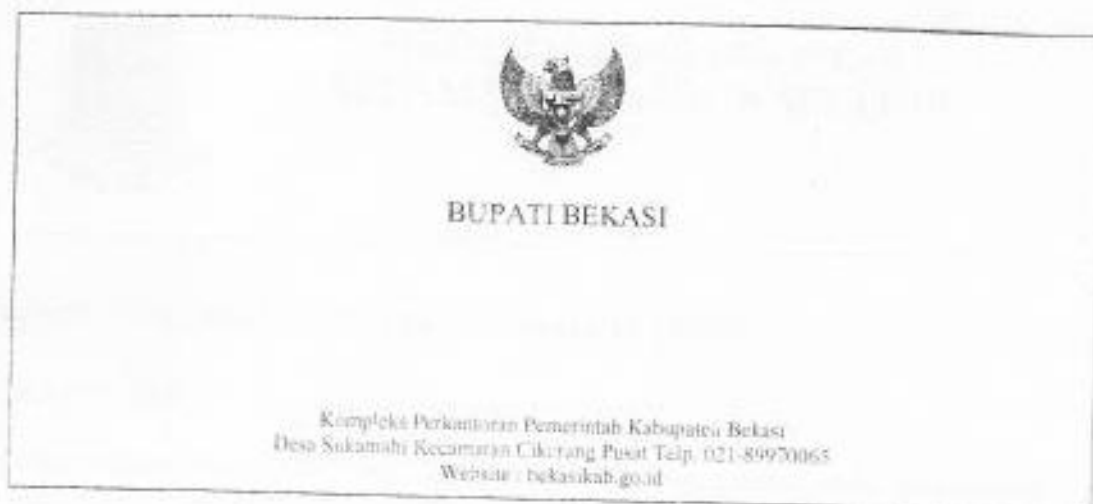 BUPATI BEKASI
Kompleks Perkantoran Pemerintah Kabupaten Bekasi
Desa Sukamahi Kecamatan Cikarang Pusat Telp. 021-89970065
Website : bekasikab.go.id